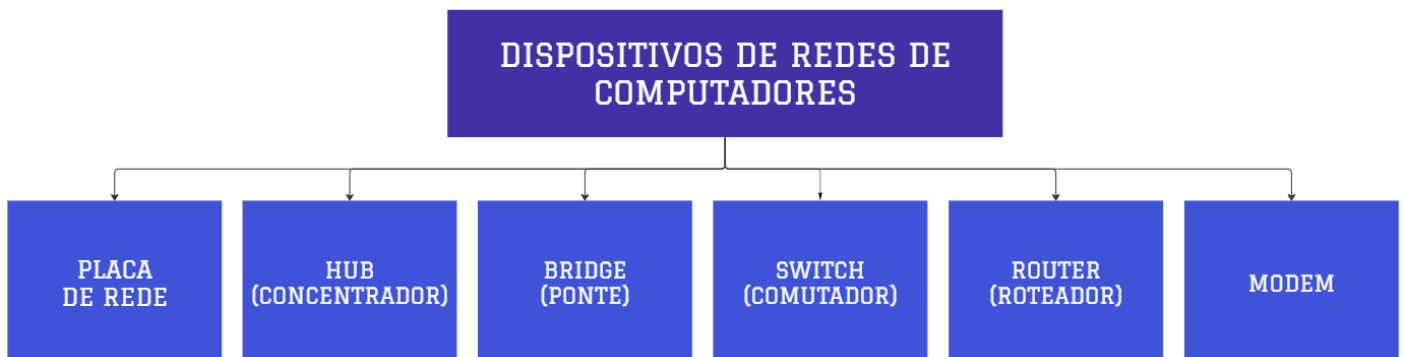 DISPOSITIVOS DE REDES DE
COMPUTADORES
PLACA
DE REDE
HUB
(CONCENTRADOR)
BRIDGE
(PONTE)
SWITCH
(COMUTADOR)
ROUTER
(ROTEADOR)
MODEM